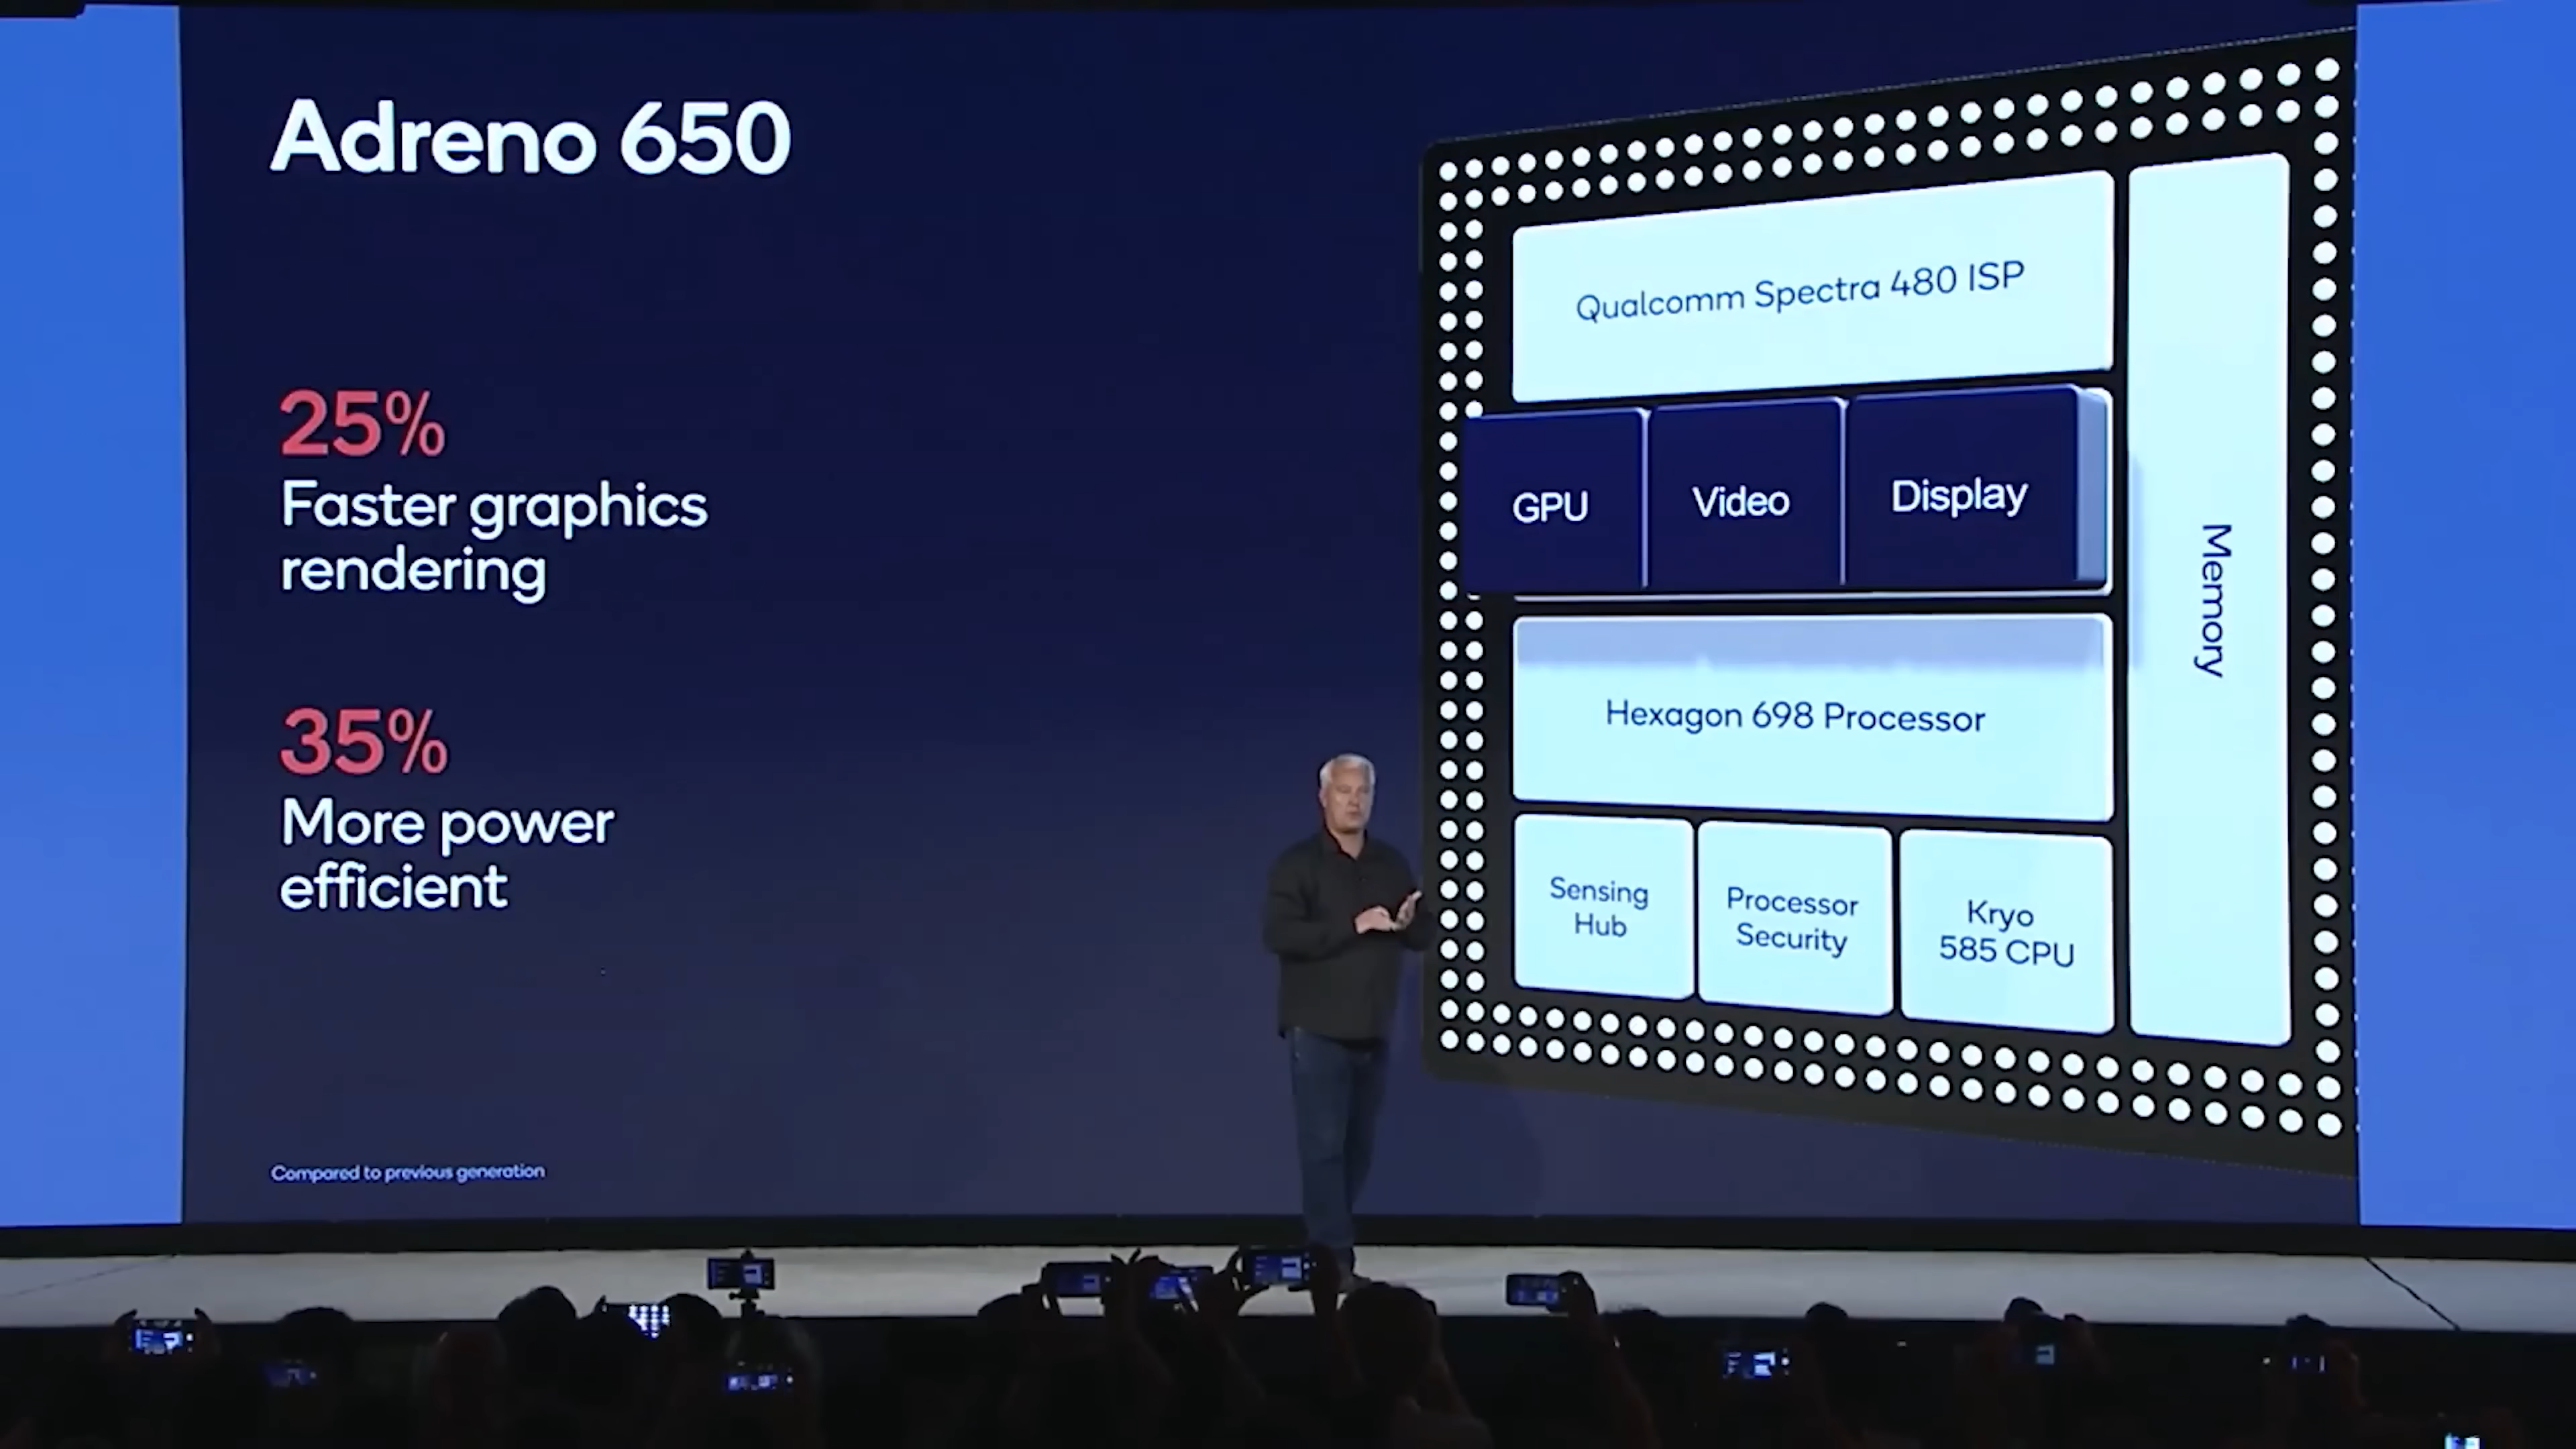 Adreno 650
25%
Faster graphics
rendering
35%
More power
efficient
Compared to previous generation
Qualcomm Spectra 480 ISP
GPU
Video
Display
Memory
Hexagon 698 Processor
Sensing
Hub
Processor
Security
Kryo
585 CPU